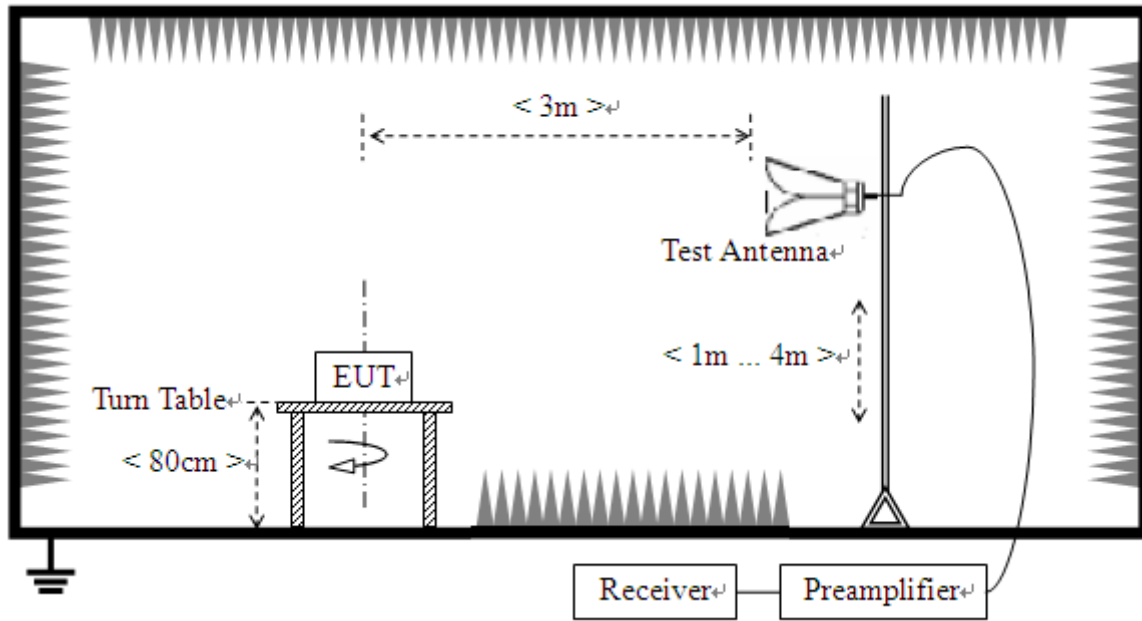 < 3m >↵
Test Antenna↵
< 1m ... 4m >↵
EUT↵
Turn Table↵
< 80cm >↵
Receiver↵
Preamplifier↵